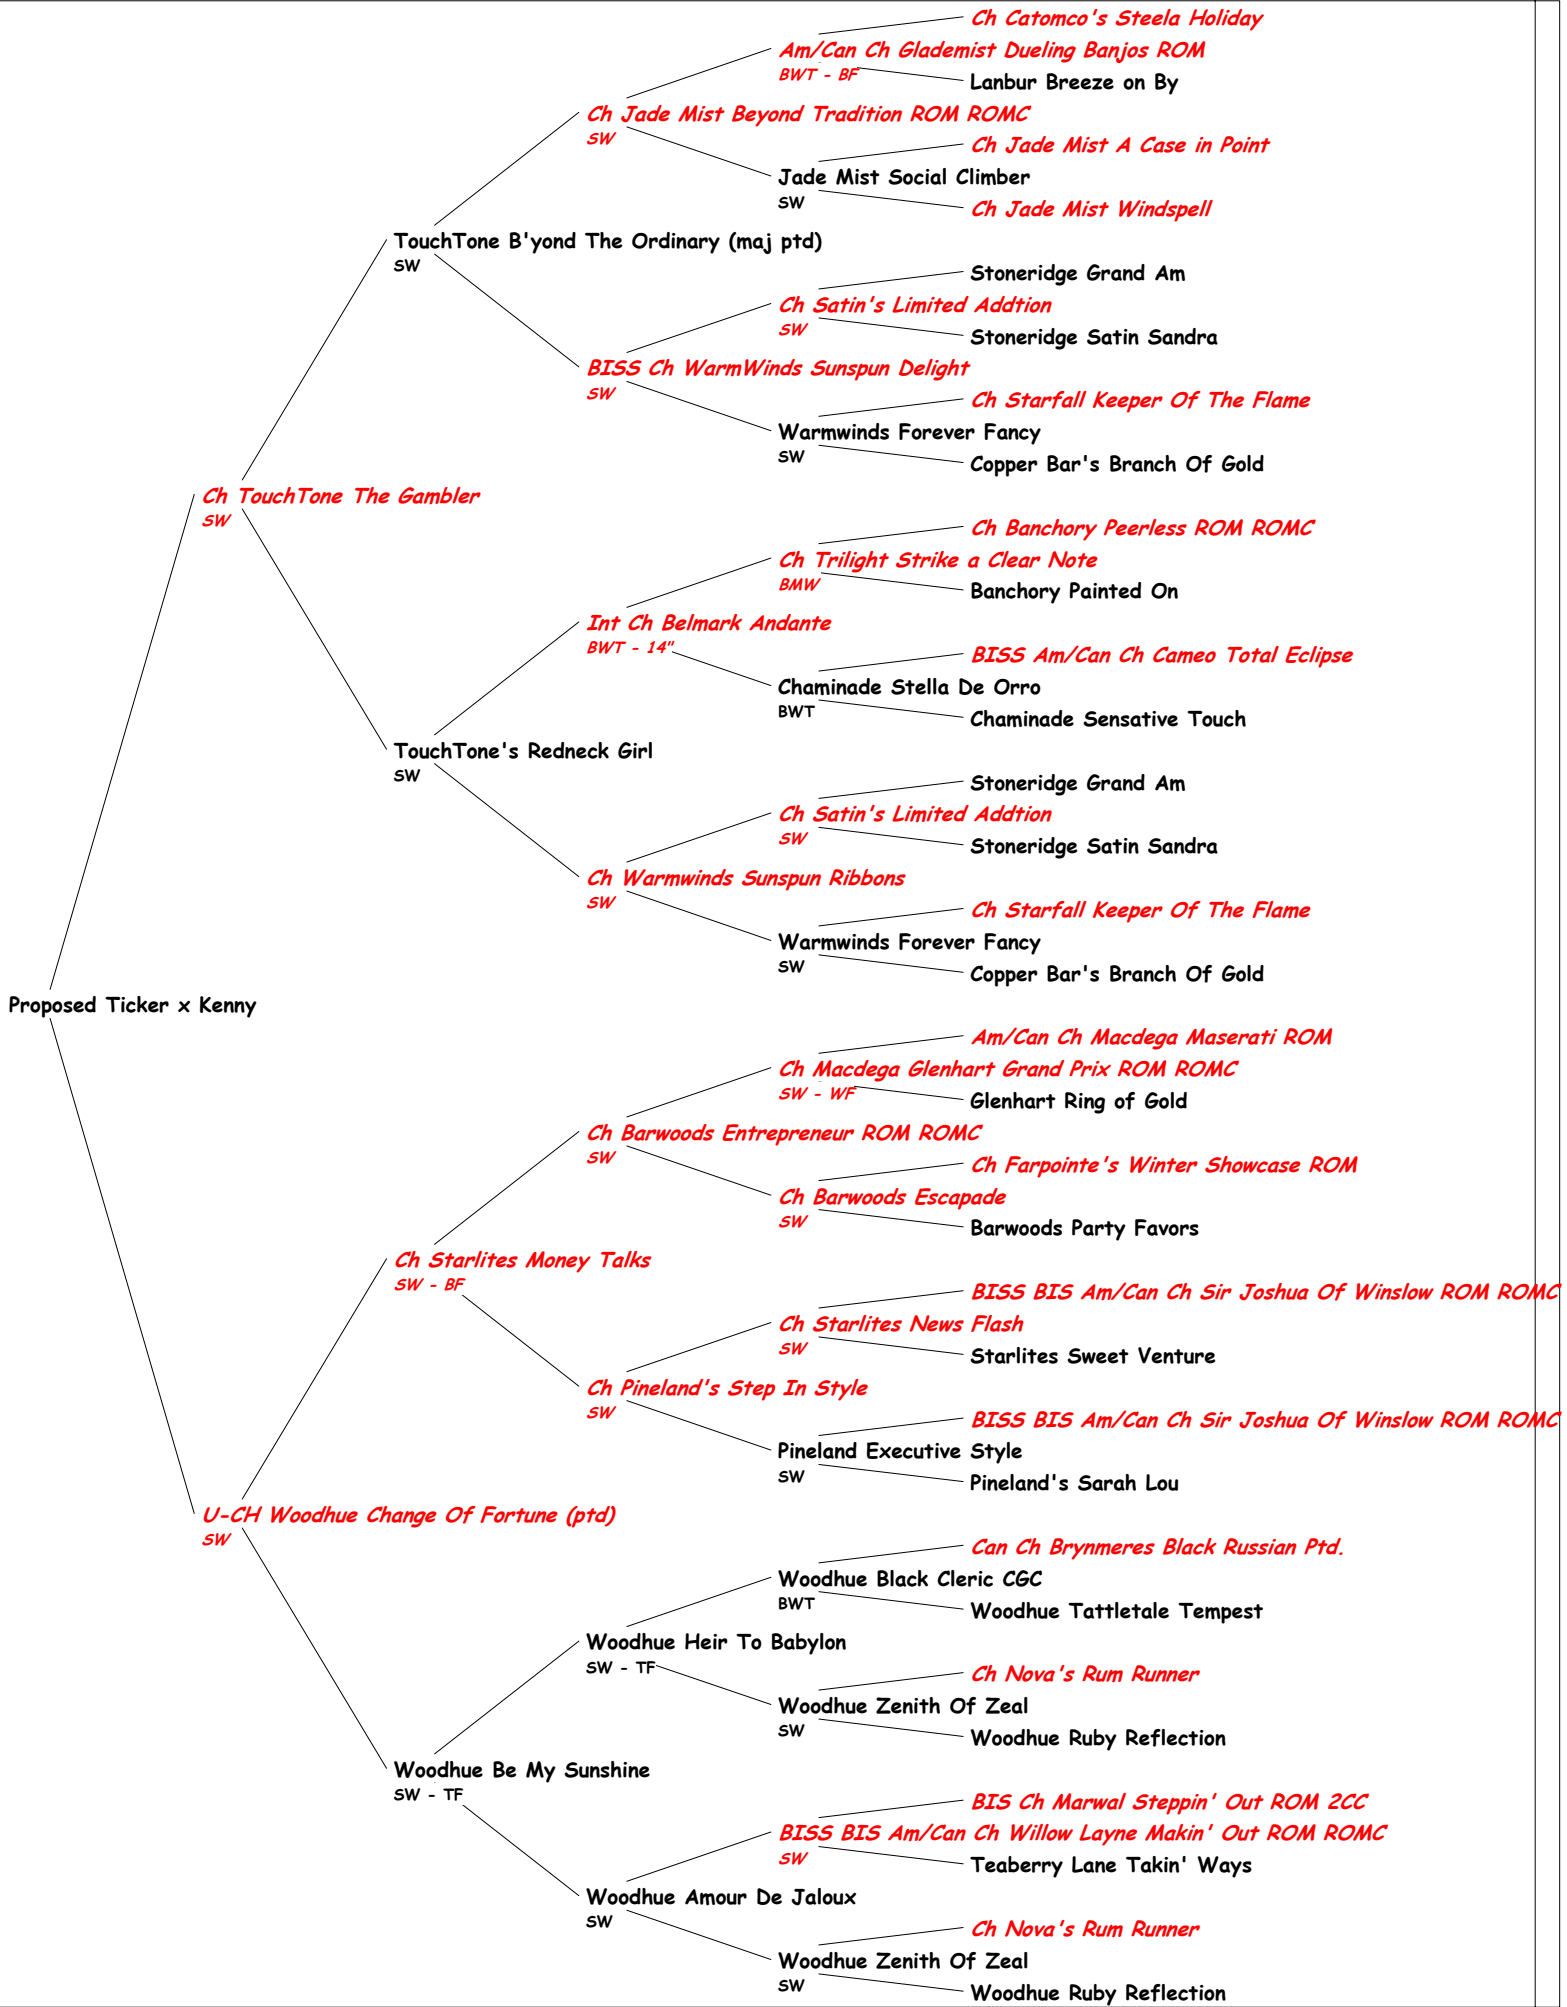 Ch Catomco's Steela Holiday
Am/Can Ch Glademist Dueling Banjos ROM
BWT - BF
Lanbur Breeze on By
Ch Jade Mist Beyond Tradition ROM ROMC
SW
Ch Jade Mist A Case in Point
Jade Mist Social Climber
SW
Ch Jade Mist Windspell
TouchTone B'yond The Ordinary (maj ptd)
SW
Stoneridge Grand Am
Ch Satin's Limited Addtion
SW
Stoneridge Satin Sandra
BISS Ch WarmWinds Sunspun Delight
SW
Ch Starfall Keeper Of The Flame
Warmwinds Forever Fancy
SW
Copper Bar's Branch Of Gold
Ch TouchTone The Gambler
SW
Ch Banchory Peerless ROM ROMC
Ch Trilight Strike a Clear Note
BMW
Banchory Painted On
Int Ch Belmark Andante
BWT - 14"
BISS Am/Can Ch Cameo Total Eclipse
Chaminade Stella De Orro
BWT
Chaminade Sensative Touch
TouchTone's Redneck Girl
SW
Stoneridge Grand Am
Ch Satin's Limited Addtion
SW
Stoneridge Satin Sandra
Ch Warmwinds Sunspun Ribbons
SW
Ch Starfall Keeper Of The Flame
Warmwinds Forever Fancy
SW
Copper Bar's Branch Of Gold
Proposed Ticker x Kenny
Am/Can Ch Macdega Maserati ROM
Ch Macdega Glenhart Grand Prix ROM ROMC
SW - WF
Glenhart Ring of Gold
Ch Barwoods Entrepreneur ROM ROMC
SW
Ch Farpointe's Winter Showcase ROM
Ch Barwoods Escapade
SW
Barwoods Party Favors
Ch Starlites Money Talks
SW - BF
BISS BIS Am/Can Ch Sir Joshua Of Winslow ROM ROMC
Ch Starlites News Flash
SW
Starlites Sweet Venture
Ch Pineland's Step In Style
SW
BISS BIS Am/Can Ch Sir Joshua Of Winslow ROM ROMC
Pineland Executive Style
SW
Pineland's Sarah Lou
U-CH Woodhue Change Of Fortune (ptd)
SW
Can Ch Brynmeres Black Russian Ptd.
Woodhue Black Cleric CGC
BWT
Woodhue Tattletale Tempest
Woodhue Heir To Babylon
SW - TF
Ch Nova's Rum Runner
Woodhue Zenith Of Zeal
SW
Woodhue Ruby Reflection
Woodhue Be My Sunshine
SW - TF
BIS Ch Marwal Steppin' Out ROM 2CC
BISS BIS Am/Can Ch Willow Layne Makin' Out ROM ROMC
SW
Teaberry Lane Takin' Ways
Woodhue Amour De Jaloux
SW
Ch Nova's Rum Runner
Woodhue Zenith Of Zeal
SW
Woodhue Ruby Reflection